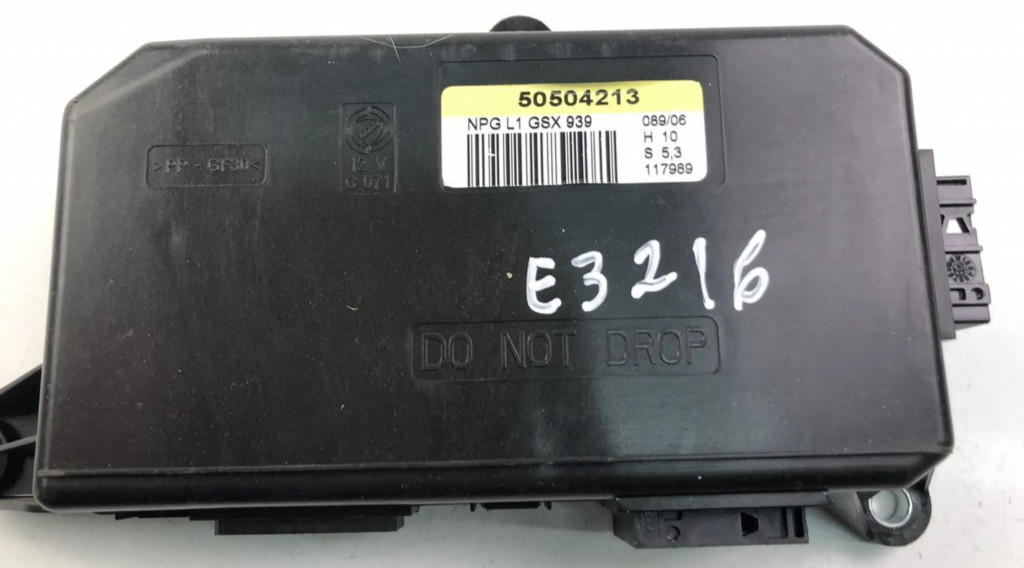 50504213
NPG L1 GSX 939
089/06
H 10
S 5,3
117989
>PP - GF30<
12 V
C 071
E3216
DO NOT DROP